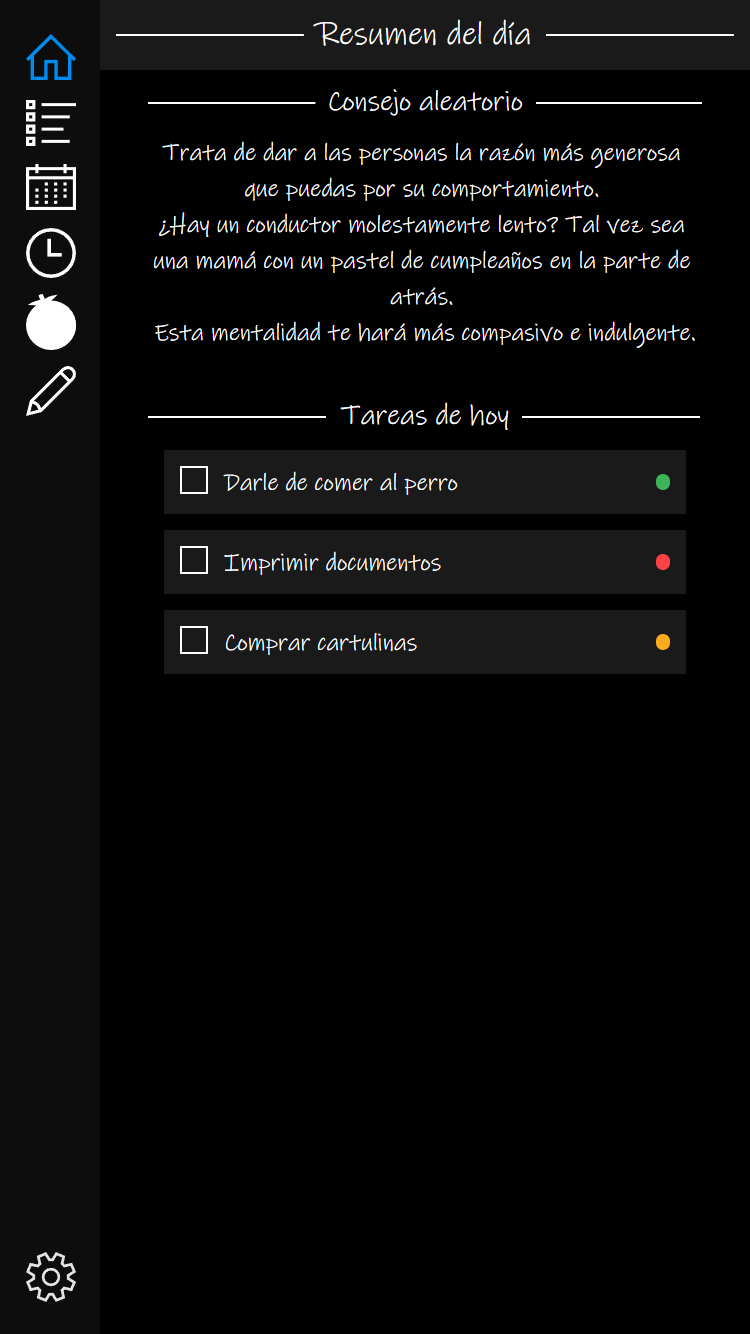 Resumen del día
Consejo aleatorio
Trata de dar a las personas la razón más generosa
que puedas por su comportamiento.
¿Hay un conductor molestamente lento? Tal vez sea
una mamá con un pastel de cumpleaños en la parte de
atrás.
Esta mentalidad te hará más compasivo e indulgente.
Tareas de hoy
Darle de comer al perro
Imprimir documentos
Comprar cartulinas